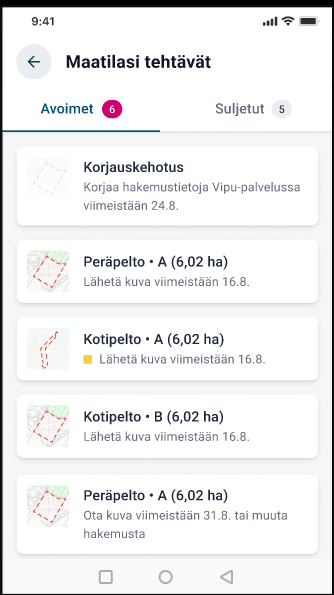 9:41
Maatilasi tehtävät
Avoimet 6 Suljetut 5
Korjauskehotus
Korjaa hakemustietoja Vipu-palvelussa
viimeistään 24.8.
Peräpelto • A (6,02 ha)
Lähetä kuva viimeistään 16.8.
Kotipelto • A (6,02 ha)
Lähetä kuva viimeistään 16.8.
Kotipelto • B (6,02 ha)
Lähetä kuva viimeistään 16.8.
Peräpelto • A (6,02 ha)
Ota kuva viimeistään 31.8. tai muuta
hakemusta